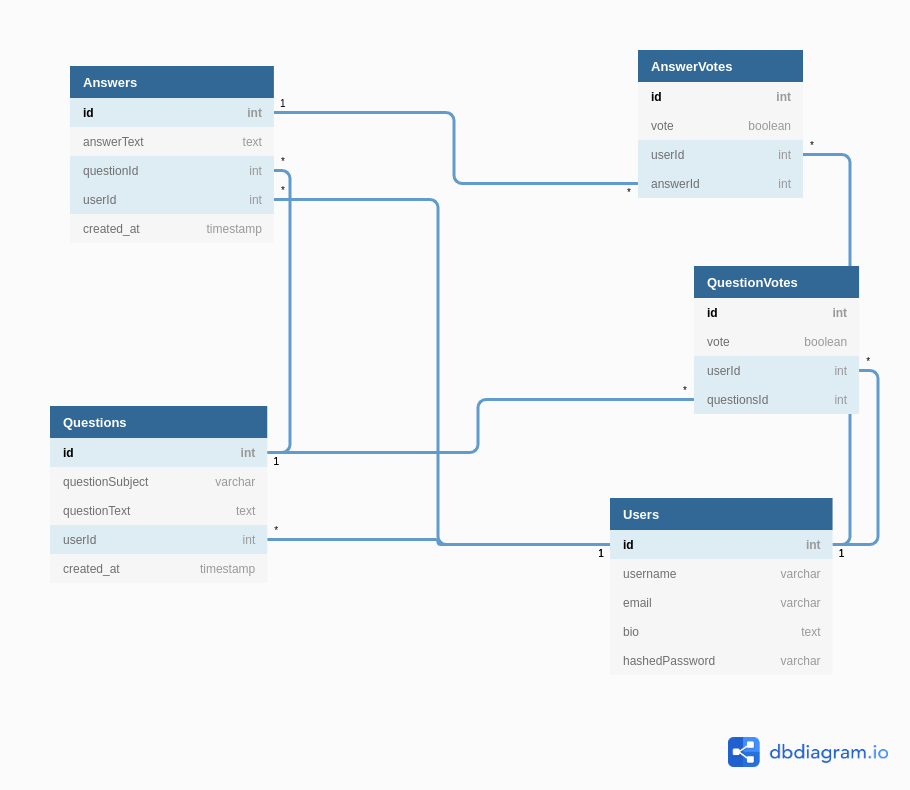 Answers
id int
answerText text
questionId int
userId int
created_at timestamp
1
*
*
AnswerVotes
id int
vote boolean
userId int
answerId int
*
*
QuestionVotes
id int
vote boolean
userId int
questionsId int
*
*
Questions
id int
questionSubject varchar
questionText text
userId int
created_at timestamp
1
*
Users
id int
username varchar
email varchar
bio text
hashedPassword varchar
1
1
dbdiagram.io